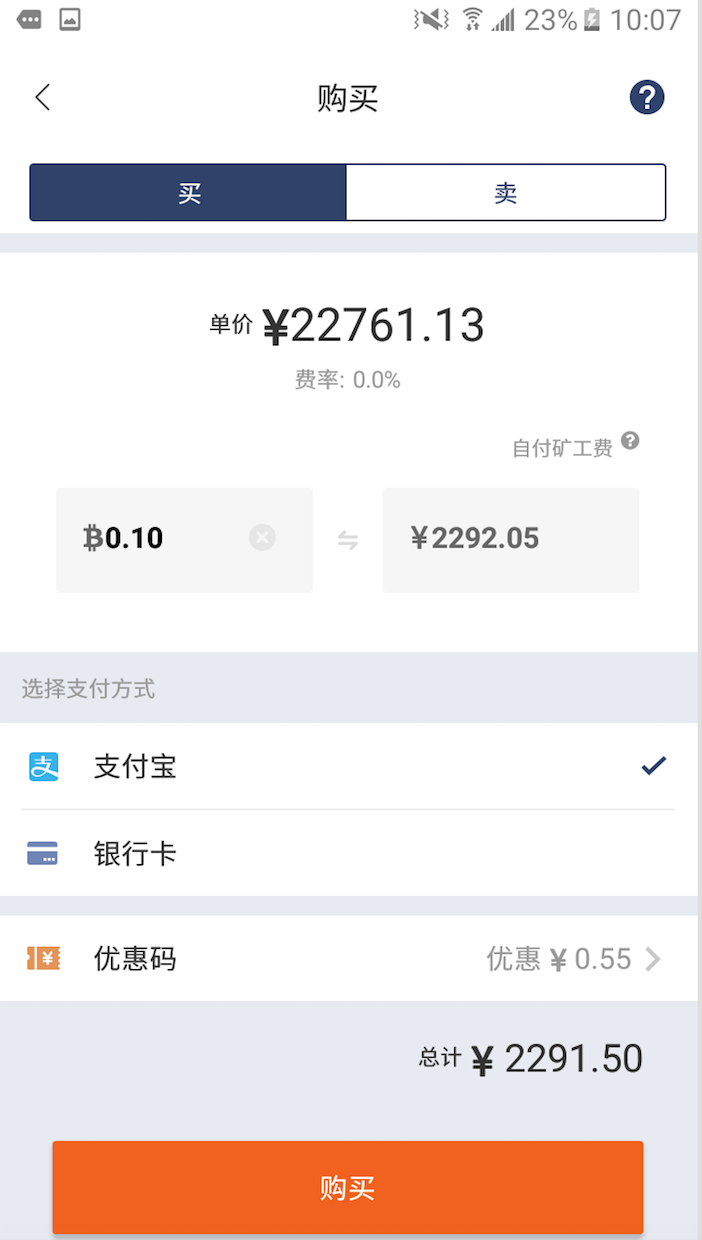 23% 10:07
购买
买 卖
单价 ¥22761.13
费率: 0.0%
自付矿工费
₿0.10 ¥2292.05
选择支付方式
支付宝
银行卡
优惠码 优惠 ¥ 0.55
总计 ¥ 2291.50
购买